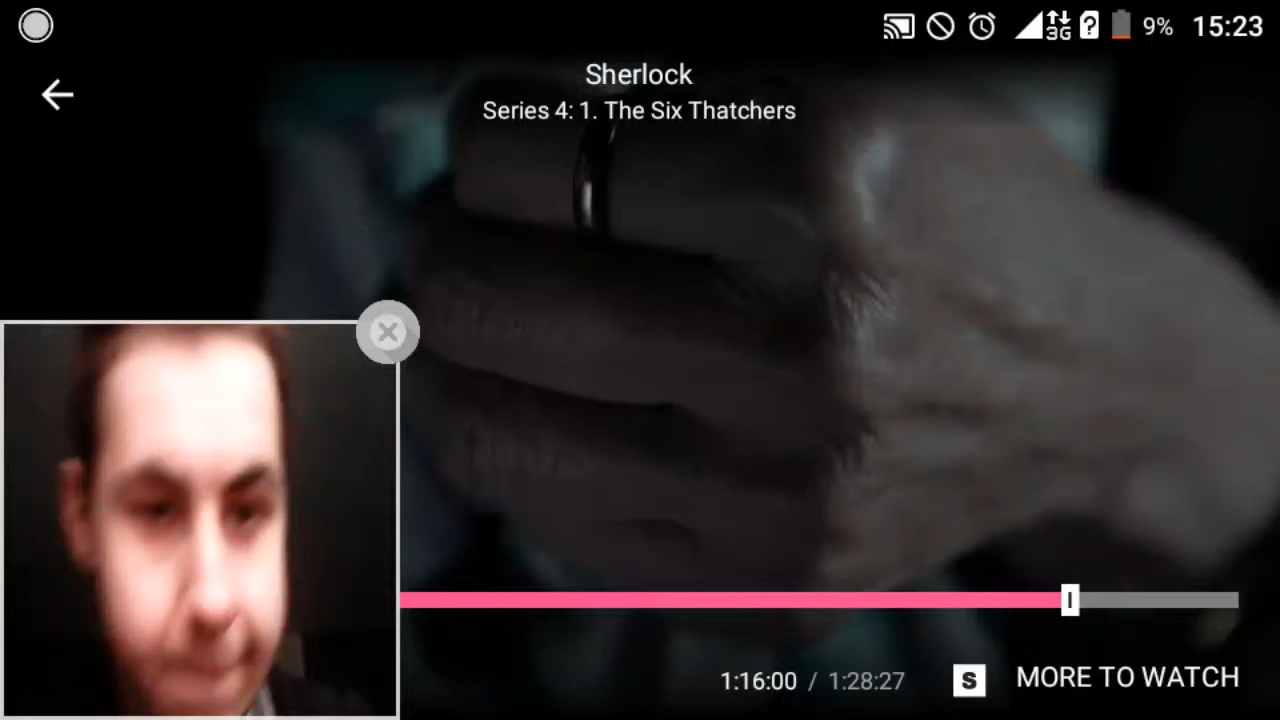 3G ? 9% 15:23
Sherlock
Series 4: 1. The Six Thatchers
1:16:00 / 1:28:27 S MORE TO WATCH